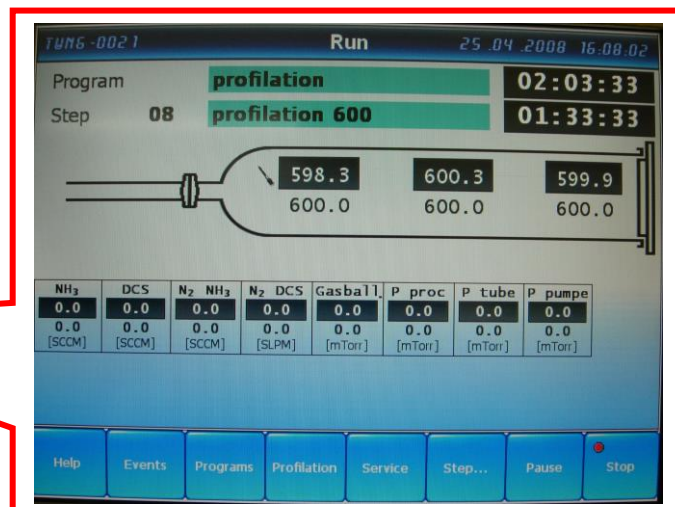 TUNG-0021 Run 25.04.2008 16:08:02
Program profilation 02:03:33
Step 08 profilation 600 01:33:33
598.3 600.3 599.9
600.0 600.0 600.0
NH₃ DCS N₂ NH₃ N₂ DCS Gasball. P proc P tube P pumpe
0.0 0.0 0.0 0.0 0.0 0.0 0.0 0.0
0.0 0.0 0.0 0.0 0.0 0.0 0.0 0.0
[SCCM] [SCCM] [SCCM] [SLPM] [mTorr] [mTorr] [mTorr] [mTorr]
Help Events Programs Profilation Service Step... Pause Stop